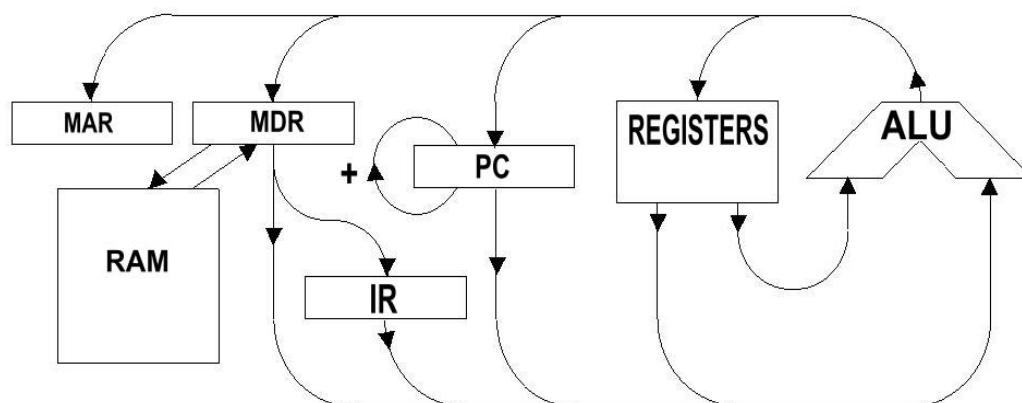 MAR
MDR
REGISTERS
ALU
+
PC
RAM
IR